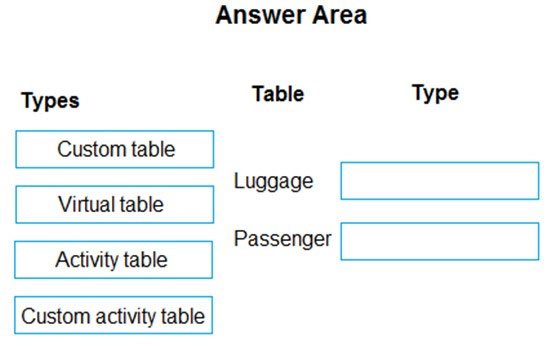 Answer Area
Types
Table
Type
Custom table
Virtual table
Activity table
Custom activity table
Luggage
Passenger